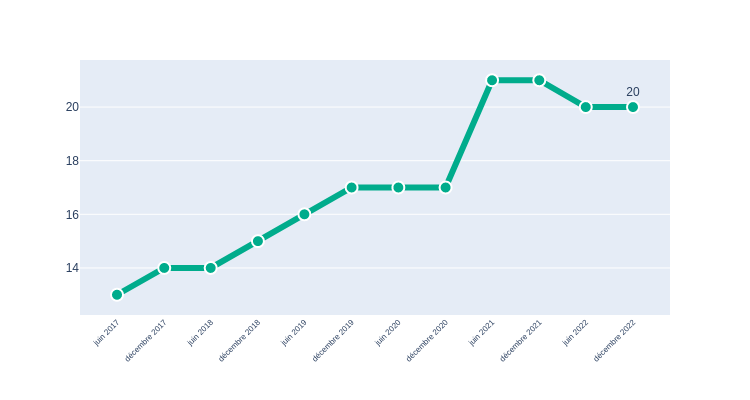 20
20
18
16
14
juin 2017
décembre 2017
juin 2018
décembre 2018
juin 2019
décembre 2019
juin 2020
décembre 2020
juin 2021
décembre 2021
juin 2022
décembre 2022